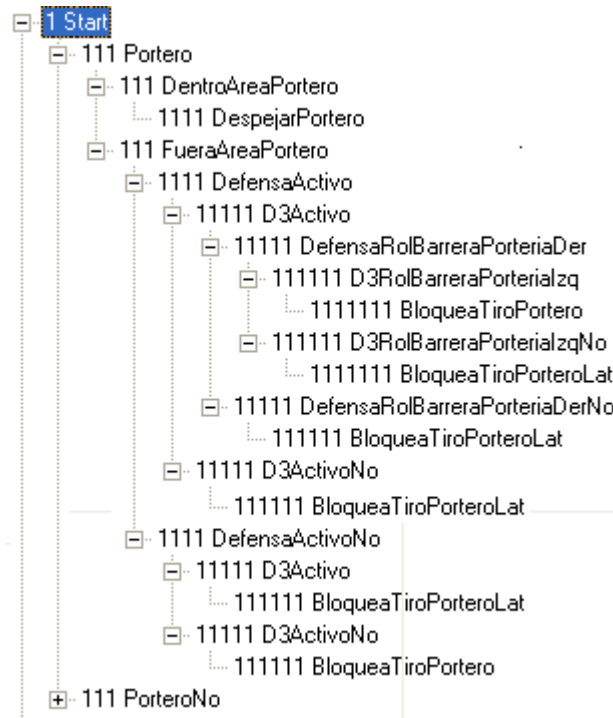 1 Start
111 Portero
111 DentroAreaPortero
1111 DespejarPortero
111 FueraAreaPortero
1111 DefensaActivo
11111 D3Activo
11111 DefensaRolBarreraPorteriaDer
111111 D3RolBarreraPorteriaIzq
1111111 BloqueaTiroPortero
111111 D3RolBarreraPorteriaIzqNo
1111111 BloqueaTiroPorteroLat
11111 DefensaRolBarreraPorteriaDerNo
111111 BloqueaTiroPorteroLat
11111 D3ActivoNo
111111 BloqueaTiroPorteroLat
1111 DefensaActivoNo
11111 D3Activo
111111 BloqueaTiroPorteroLat
11111 D3ActivoNo
111111 BloqueaTiroPortero
111 PorteroNo